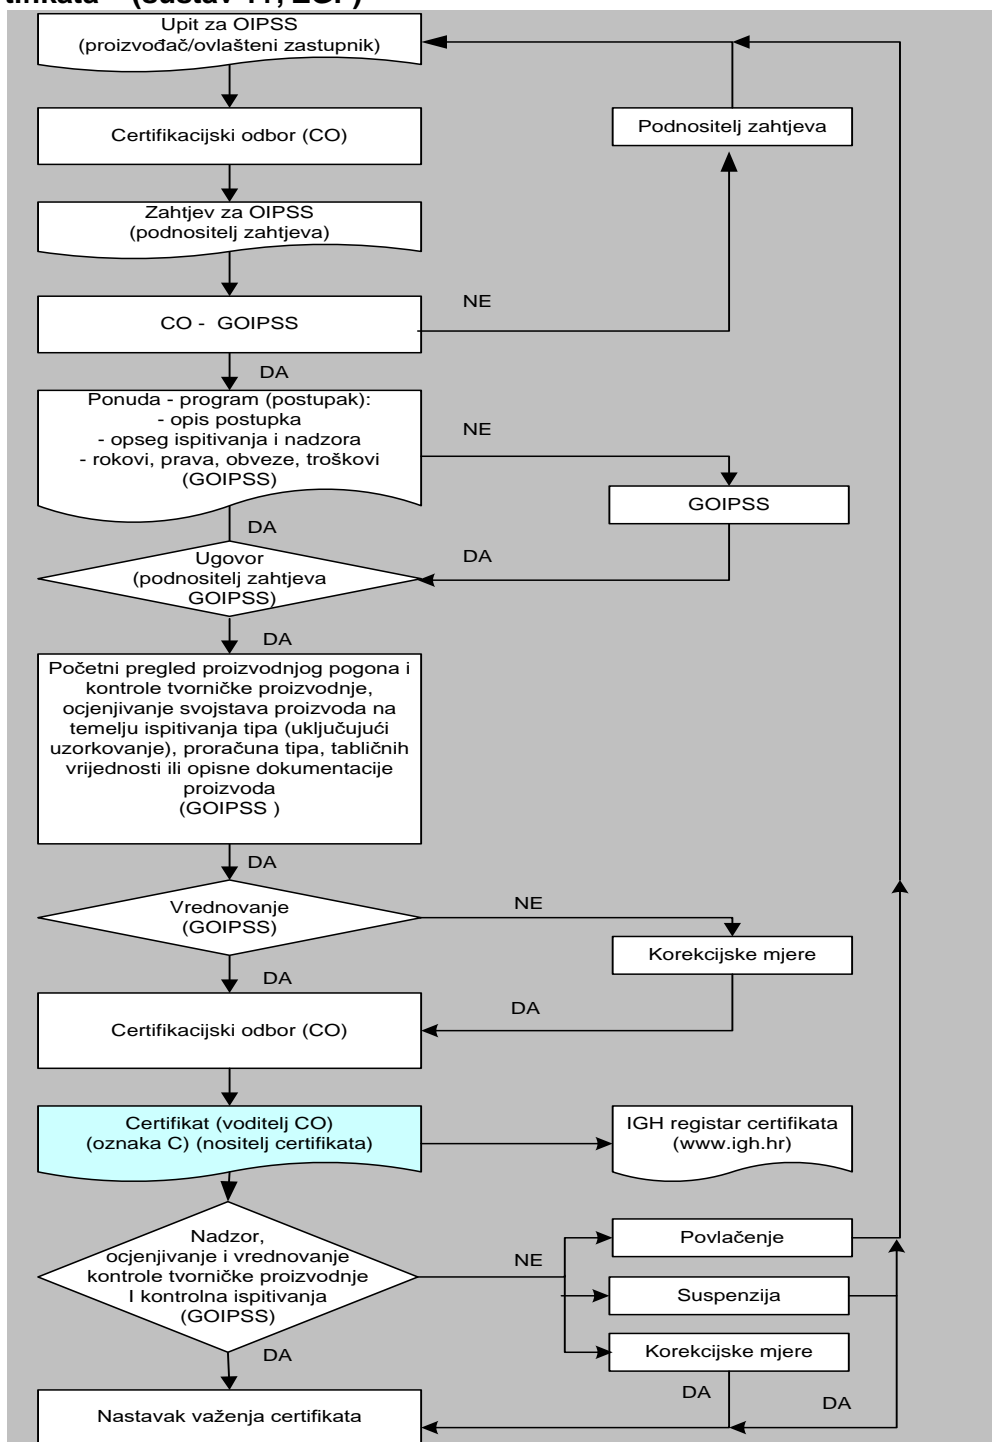 Upit za OIPSS
(proizvođač/ovlašteni zastupnik)
Certifikacijski odbor (CO)
Podnositelj zahtjeva
Zahtjev za OIPSS
(podnositelj zahtjeva)
CO - GOIPSS
NE
DA
Ponuda - program (postupak):
- opis postupka
- opseg ispitivanja i nadzora
- rokovi, prava, obveze, troškovi
(GOIPSS)
NE
GOIPSS
DA
Ugovor
(podnositelj zahtjeva
GOIPSS)
DA
DA
Početni pregled proizvodnjog pogona i
kontrole tvorničke proizvodnje,
ocjenjivanje svojstava proizvoda na
temelju ispitivanja tipa (uključujući
uzorkovanje), proračuna tipa, tabličnih
vrijednosti ili opisne dokumentacije
proizvoda
(GOIPSS )
DA
Vrednovanje
(GOIPSS)
NE
Korekcijske mjere
DA
DA
Certifikacijski odbor (CO)
Certifikat (voditelj CO)
(oznaka C) (nositelj certifikata)
IGH registar certifikata
(www.igh.hr)
Nadzor,
ocjenjivanje i vrednovanje
kontrole tvorničke proizvodnje
I kontrolna ispitivanja
(GOIPSS)
NE
Povlačenje
Suspenzija
Korekcijske mjere
DA
DA
DA
Nastavak važenja certifikata